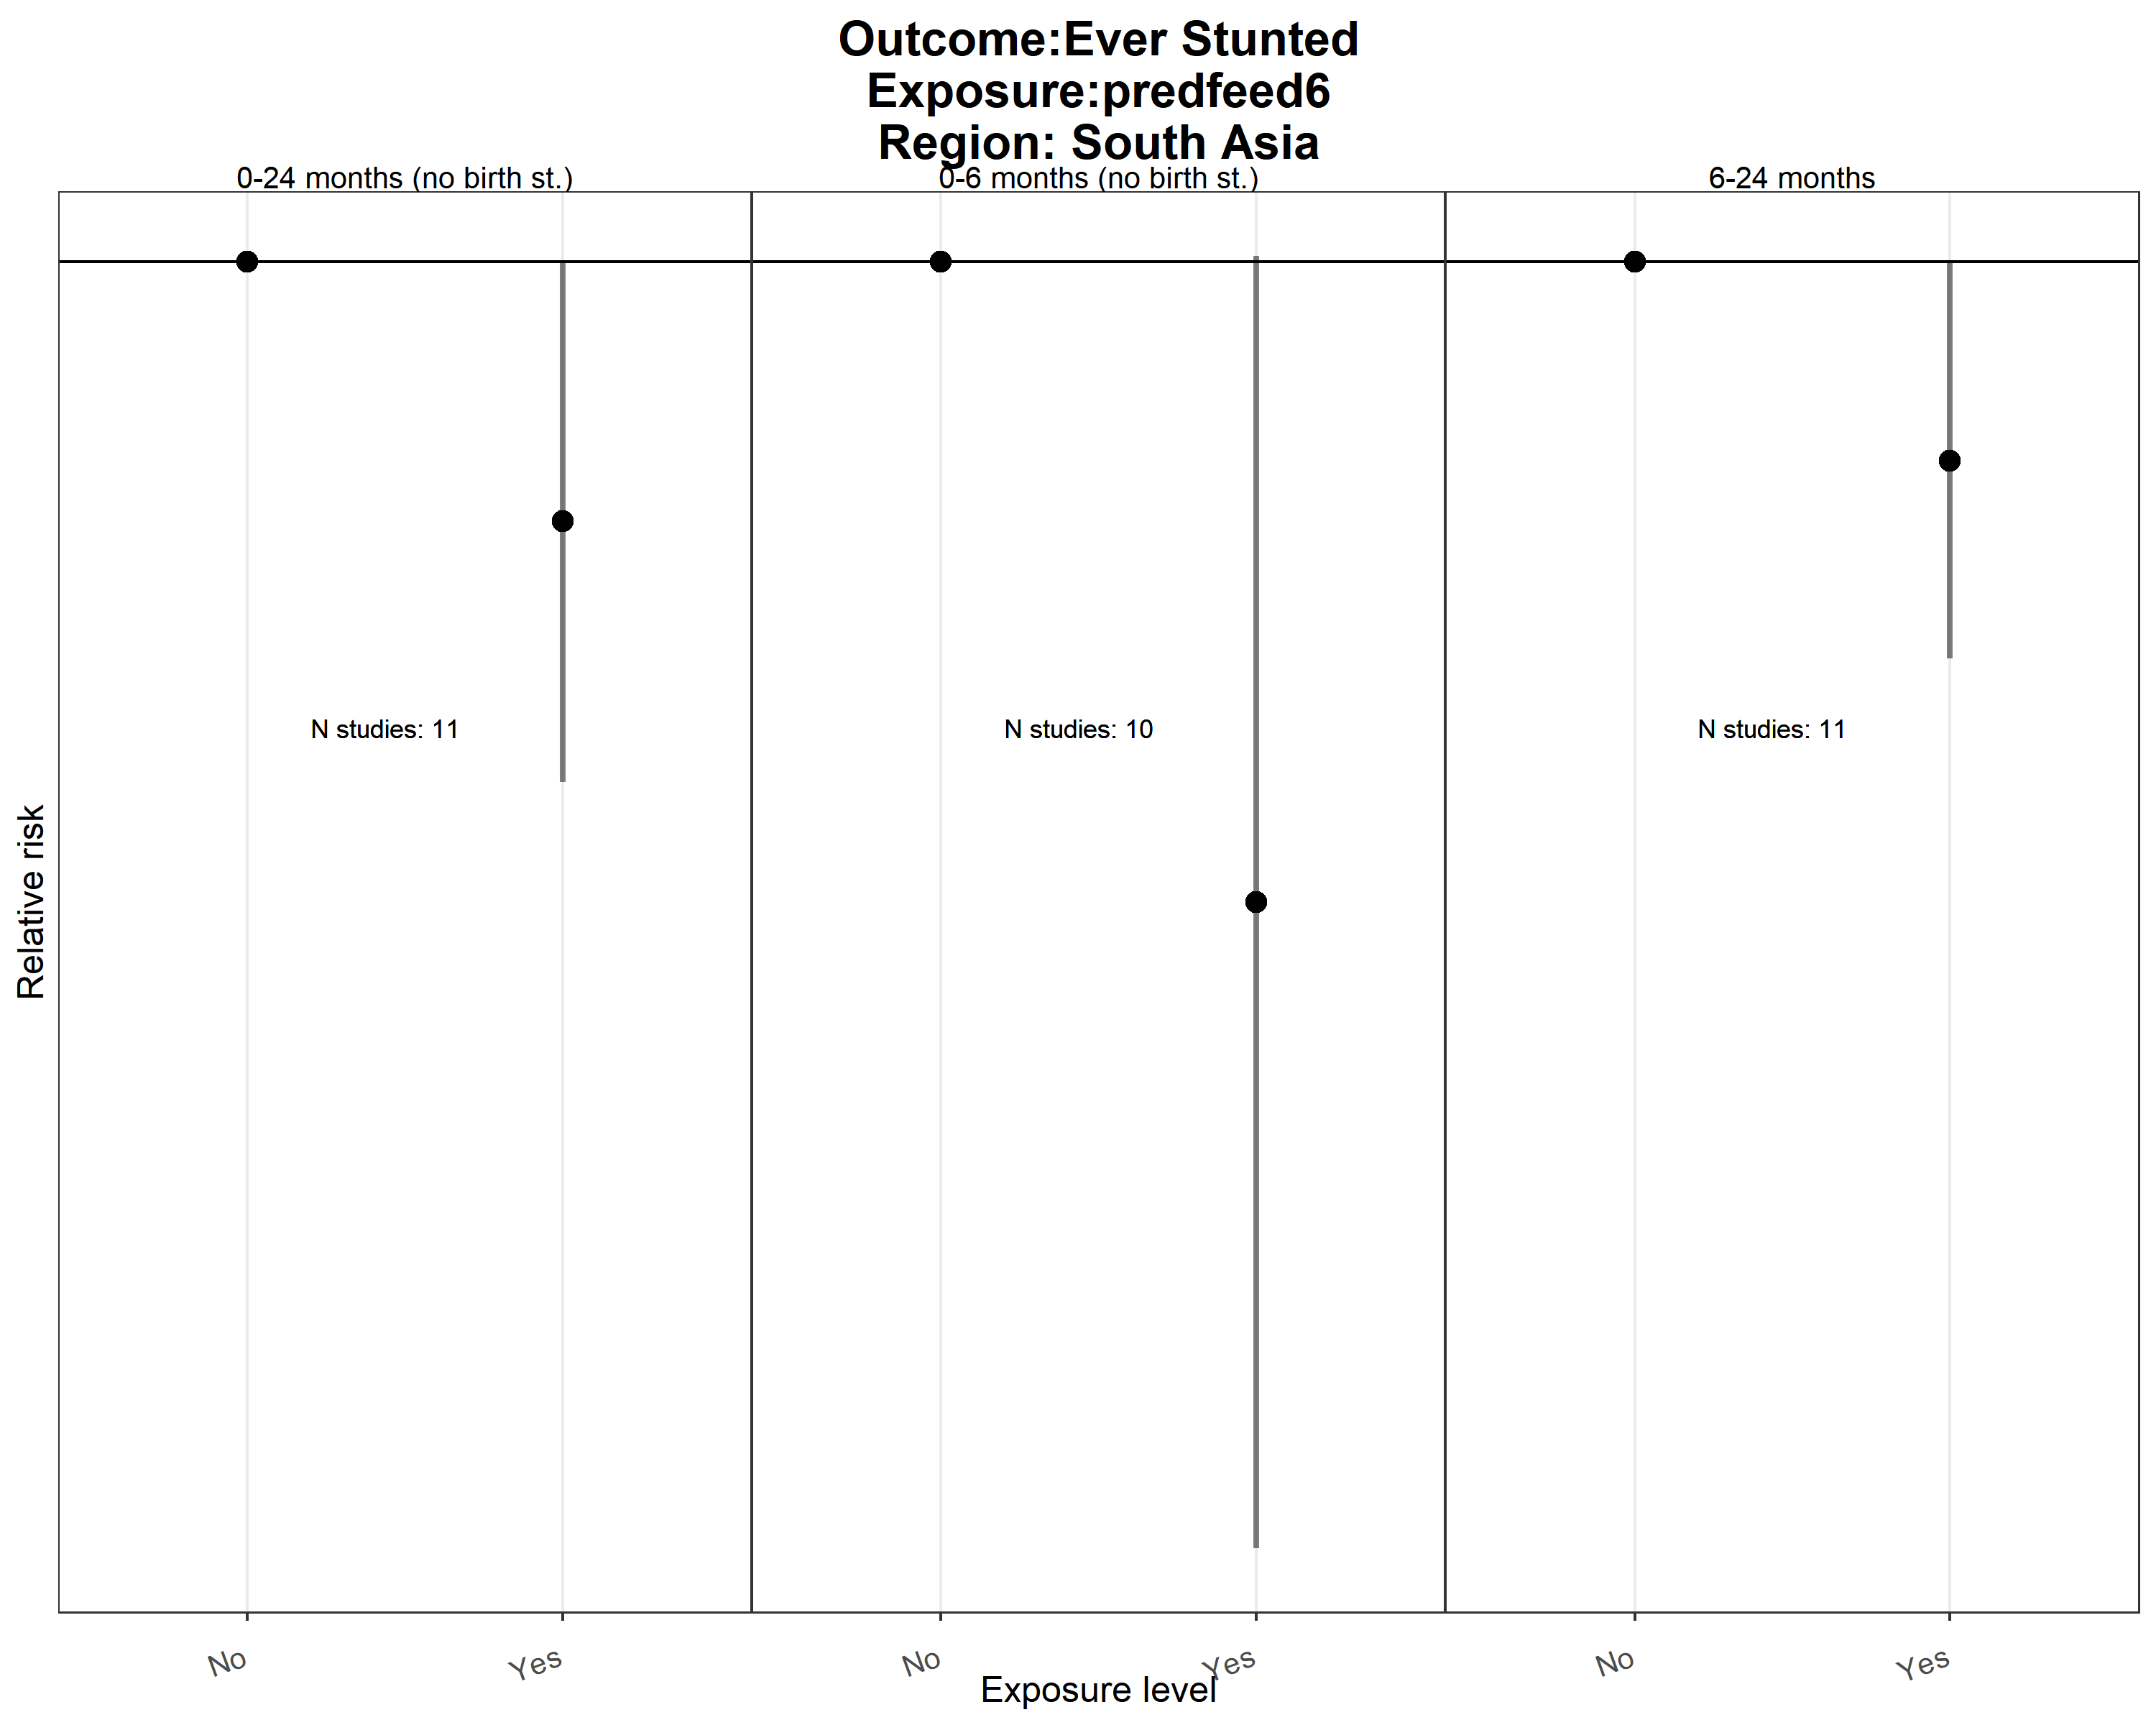 Outcome:Ever Stunted
Exposure:predfeed6
Region: South Asia
0-24 months (no birth st.)
0-6 months (no birth st.)
6-24 months
N studies: 11
N studies: 10
N studies: 11
Relative risk
No
Yes
No
Yes
No
Yes
Exposure level